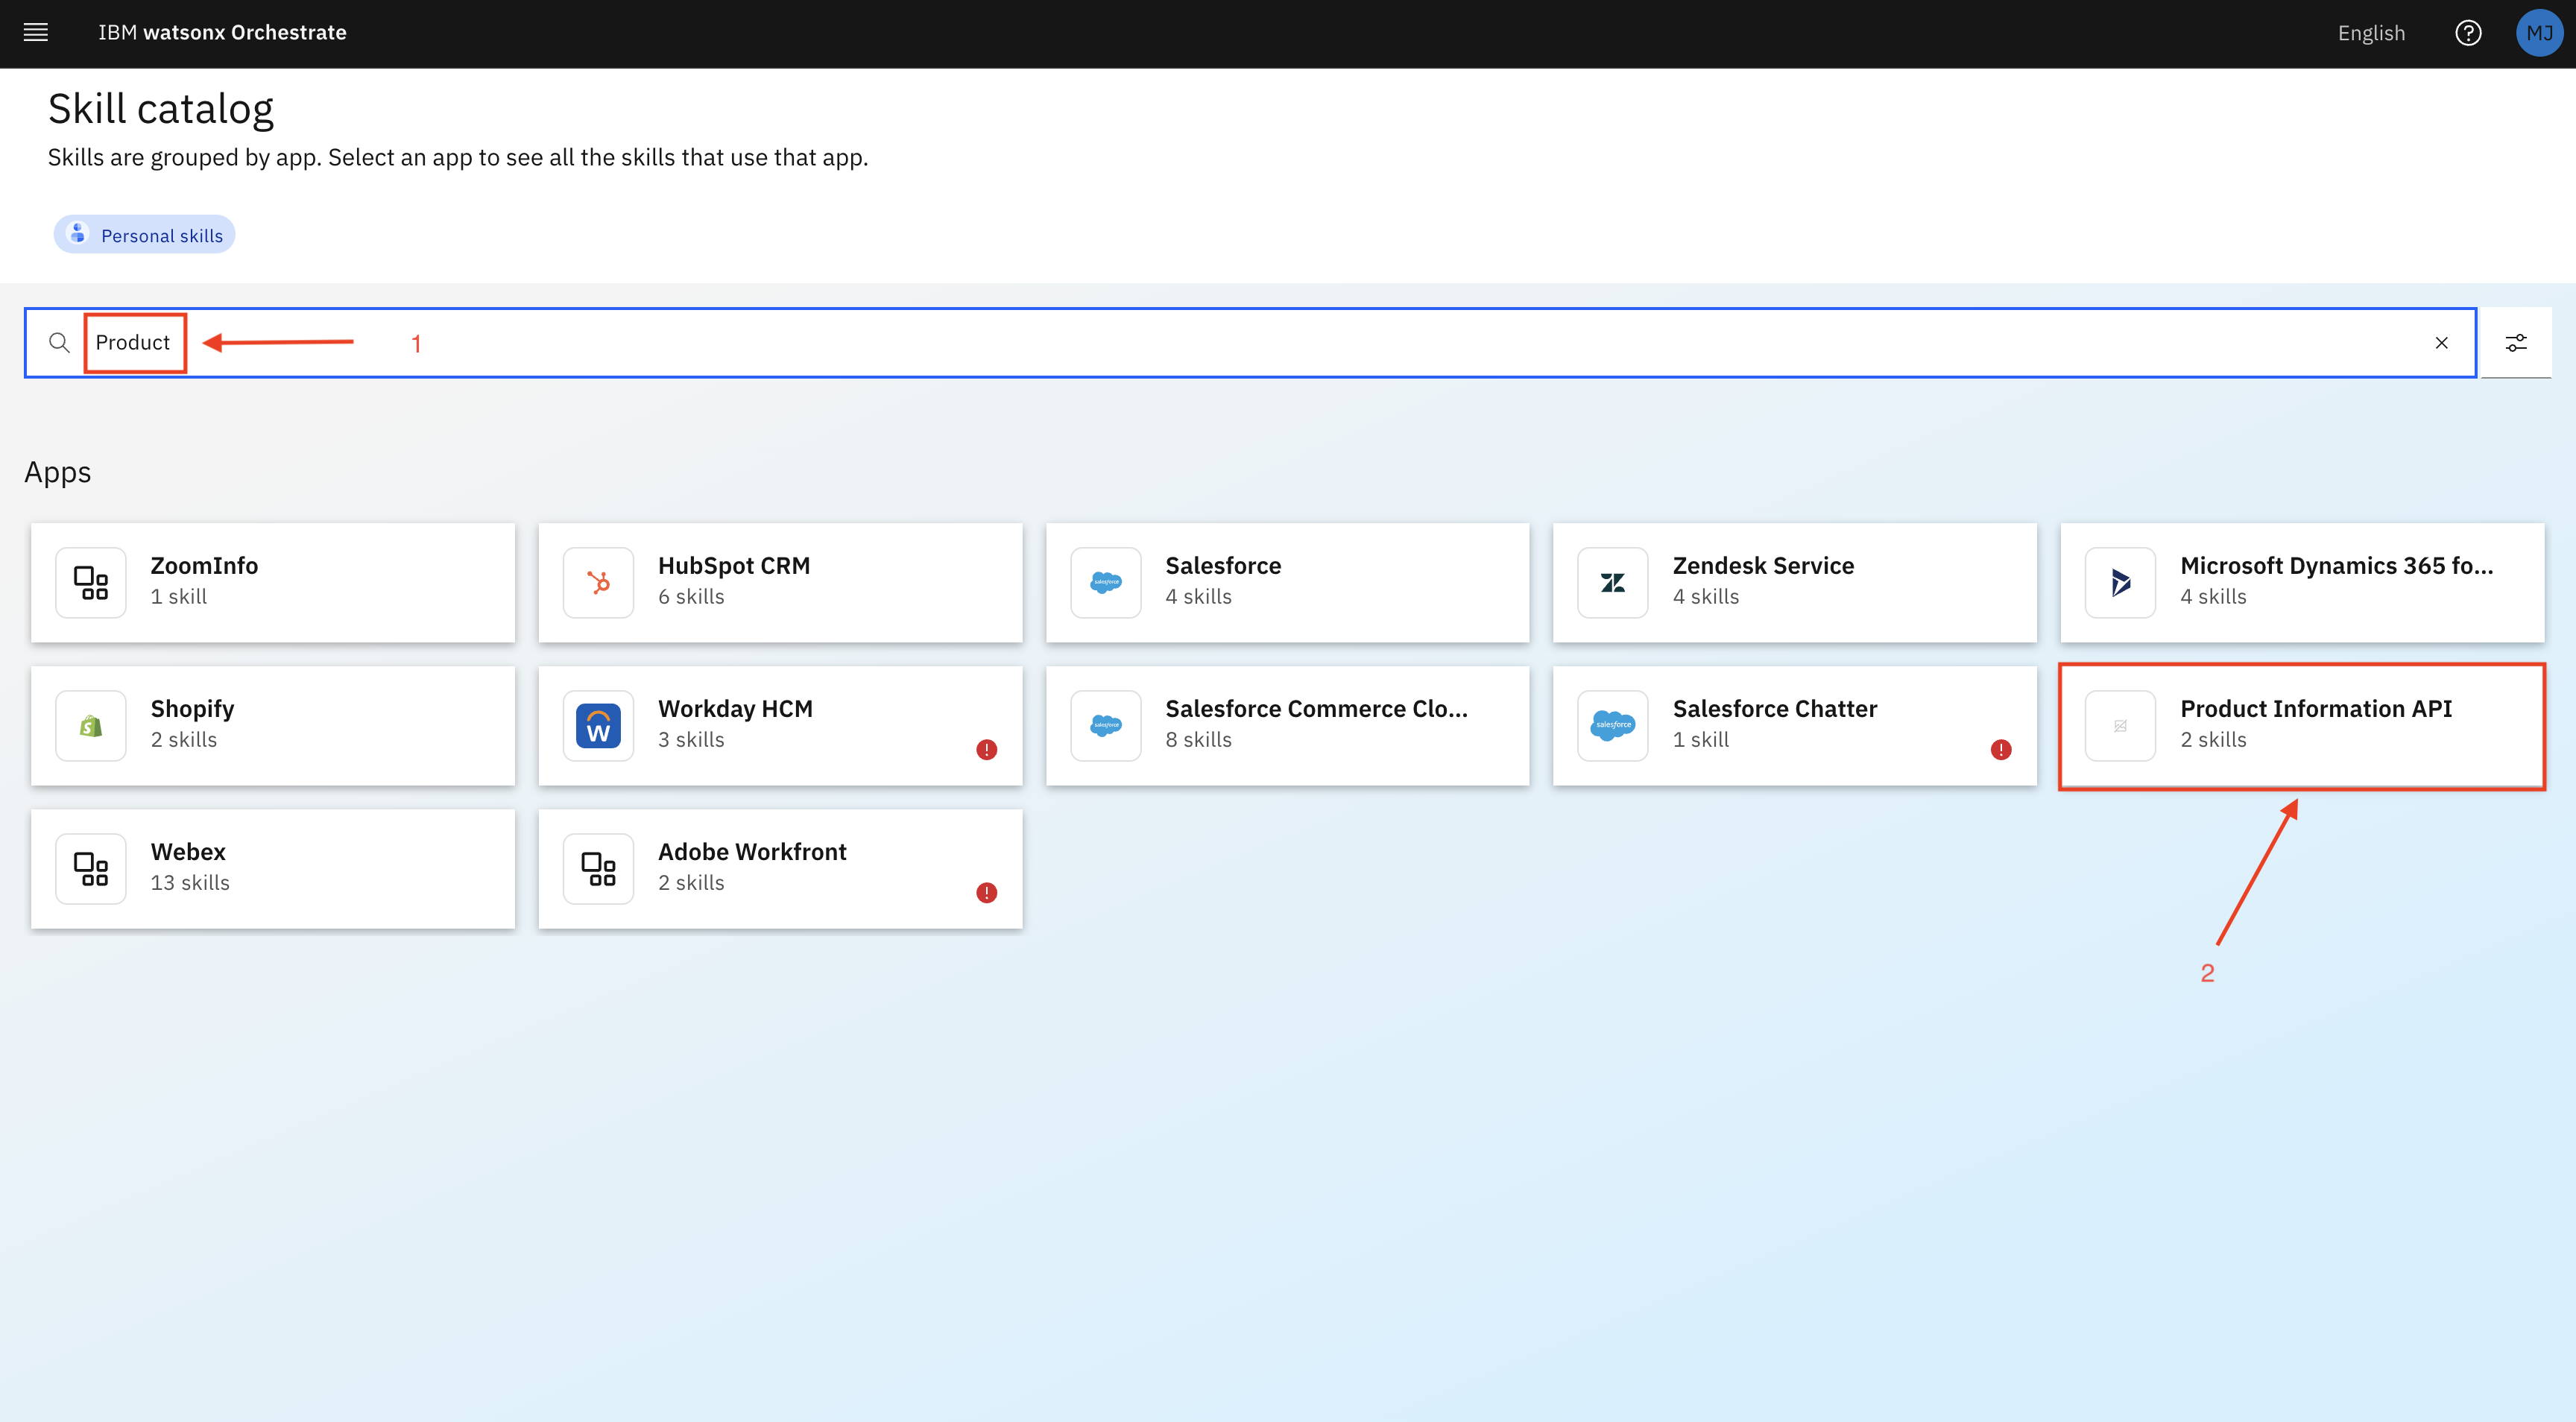 IBM watsonx Orchestrate
English
MJ
Skill catalog
Skills are grouped by app. Select an app to see all the skills that use that app.
Personal skills
Product
1
Apps
ZoomInfo
1 skill
HubSpot CRM
6 skills
Salesforce
4 skills
Zendesk Service
4 skills
Microsoft Dynamics 365 fo...
4 skills
Shopify
2 skills
Workday HCM
3 skills
Salesforce Commerce Clo...
8 skills
salesforce
Salesforce Chatter
1 skill
Product Information API
2 skills
Webex
13 skills
Adobe Workfront
2 skills
2